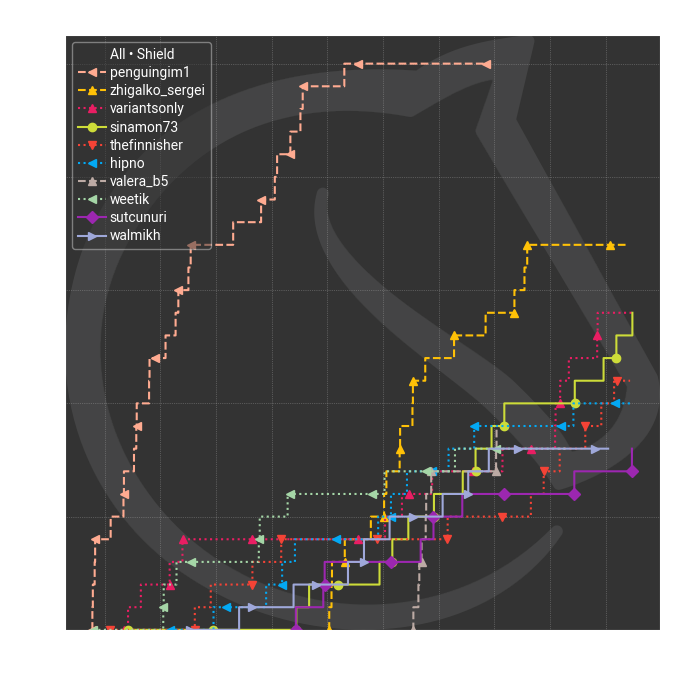 All • Shield
penguingim1
zhigalko_sergei
variantsonly
sinamon73
thefinnisher
hipno
valera_b5
weetik
sutcunuri
walmikh